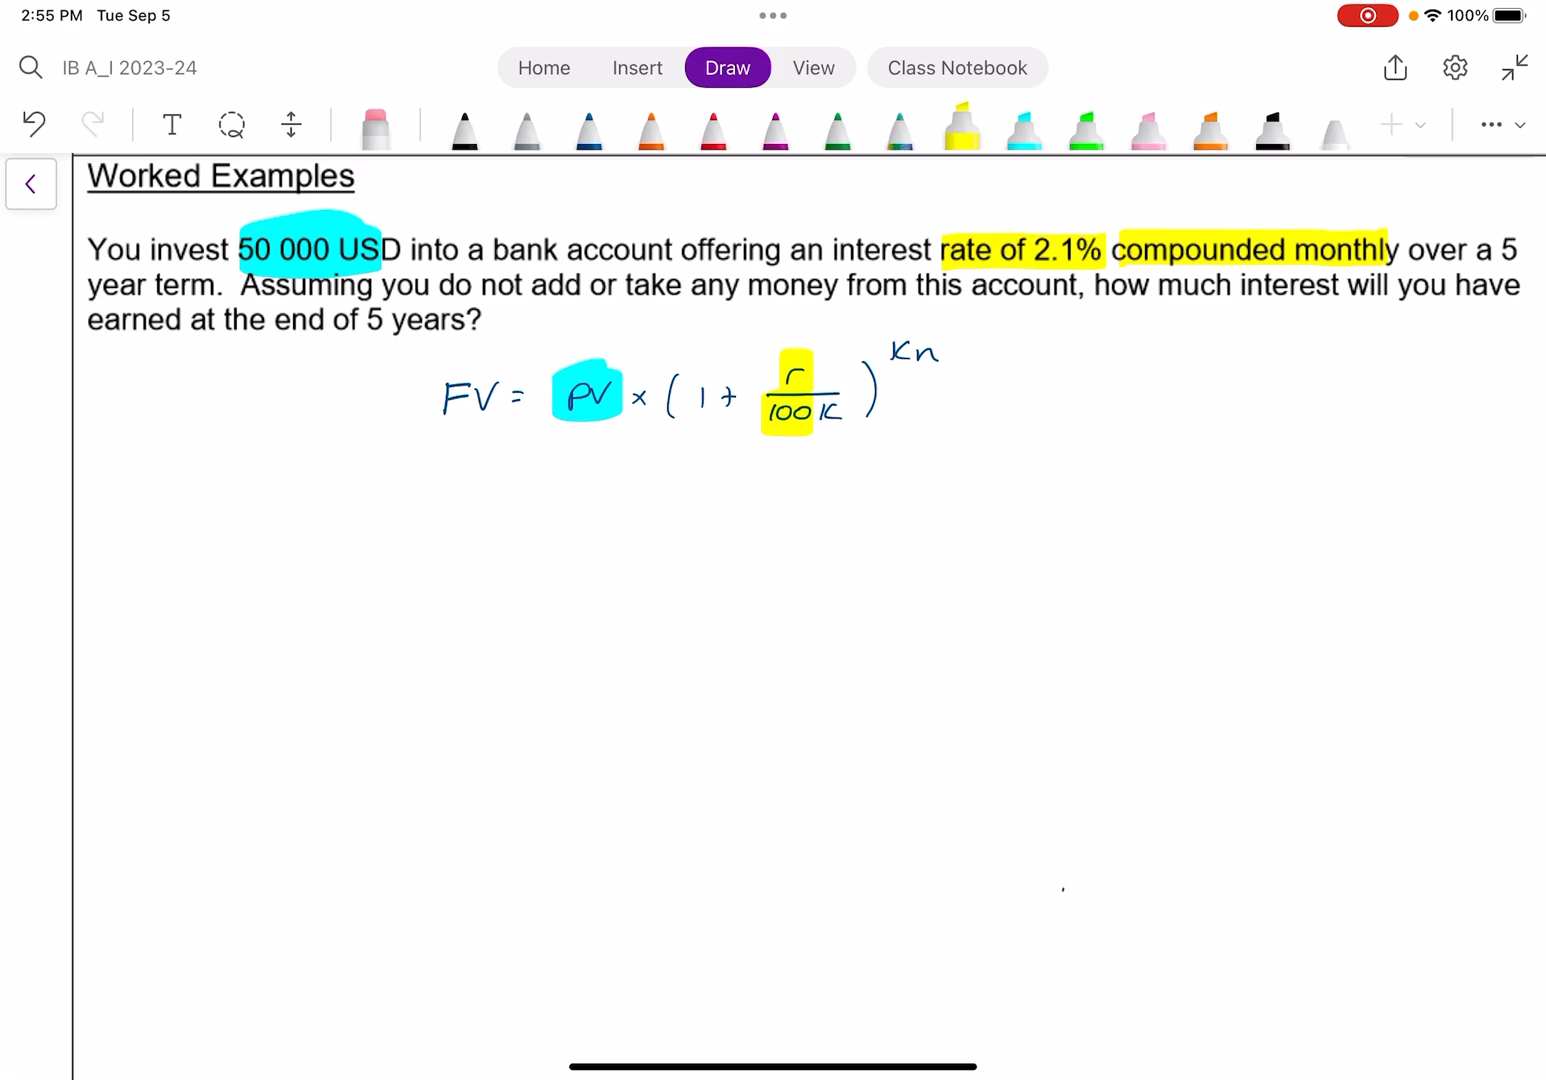 2:55 PM Tue Sep 5
100%
IB A_I 2023-24
Home Insert Draw View Class Notebook
T
Worked Examples
You invest 50 000 USD into a bank account offering an interest rate of 2.1% compounded monthly over a 5
year term. Assuming you do not add or take any money from this account, how much interest will you have
earned at the end of 5 years?
FV = PV × ( 1 + r / 100 K ) Kn